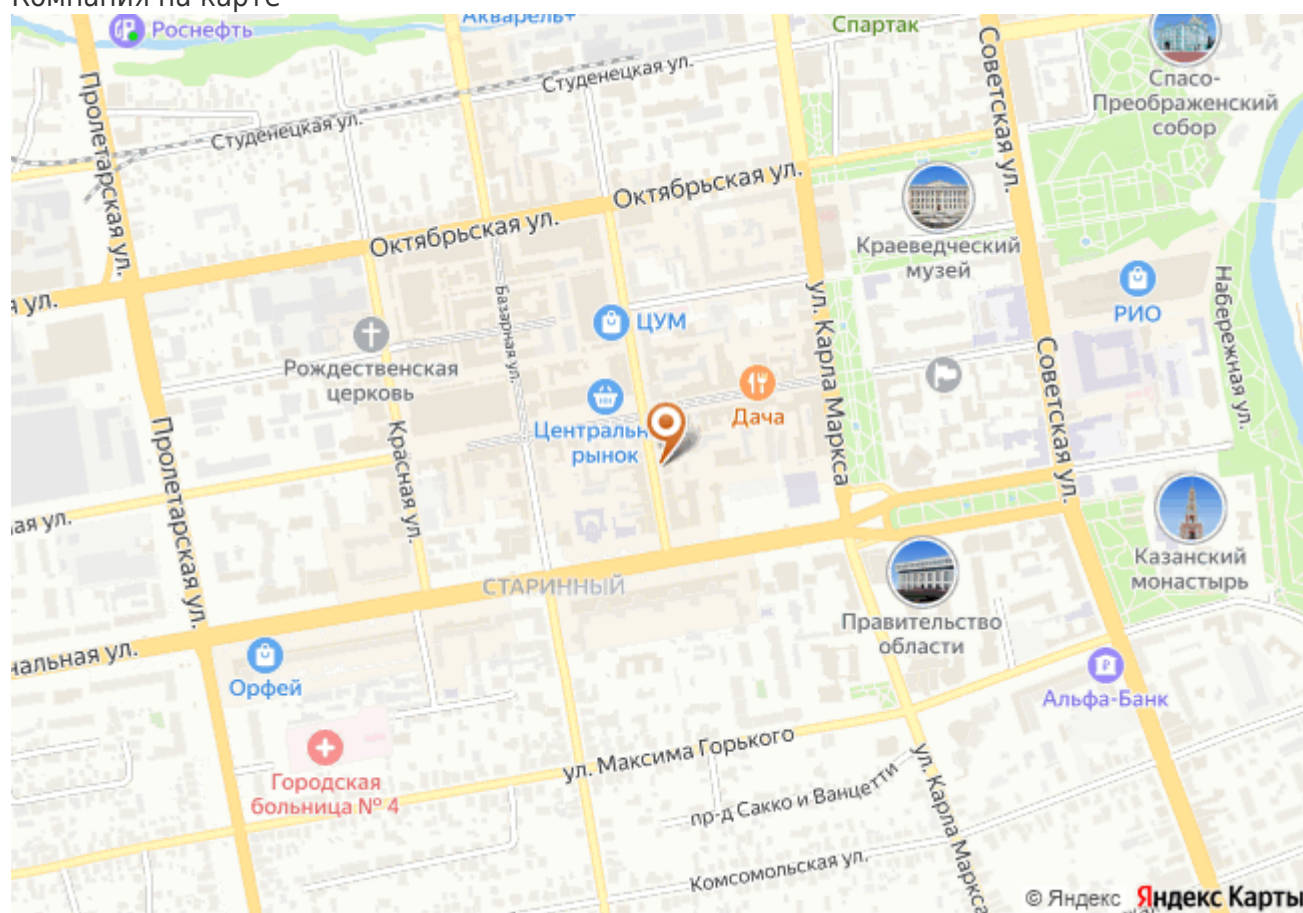 Компания на карте
Роснефть
Акварель+
Спартак
Советская ул.
Спасо-
Преображенский
собор
Студенецкая ул.
Студенецкая ул.
Пролетарская ул.
Октябрьская ул.
Октябрьская ул.
Краеведческий
музей
РИО
Набережная ул.
ая ул.
Базарная ул.
ЦУМ
ул. Карла Маркса
Рождественская
церковь
Советская ул.
Дача
Центральн
рынок
Пролетарская ул.
Красная ул.
ая ул.
Казанский
монастырь
СТАРИННЫЙ
Правительство
области
нальная ул.
Орфей
Альфа-Банк
ул. Максима Горького
Городская
больница № 4
ул. Карла Маркса
пр-д Сакко и Ванцетти
Комсомольская ул.
© Яндекс Яндекс Карты